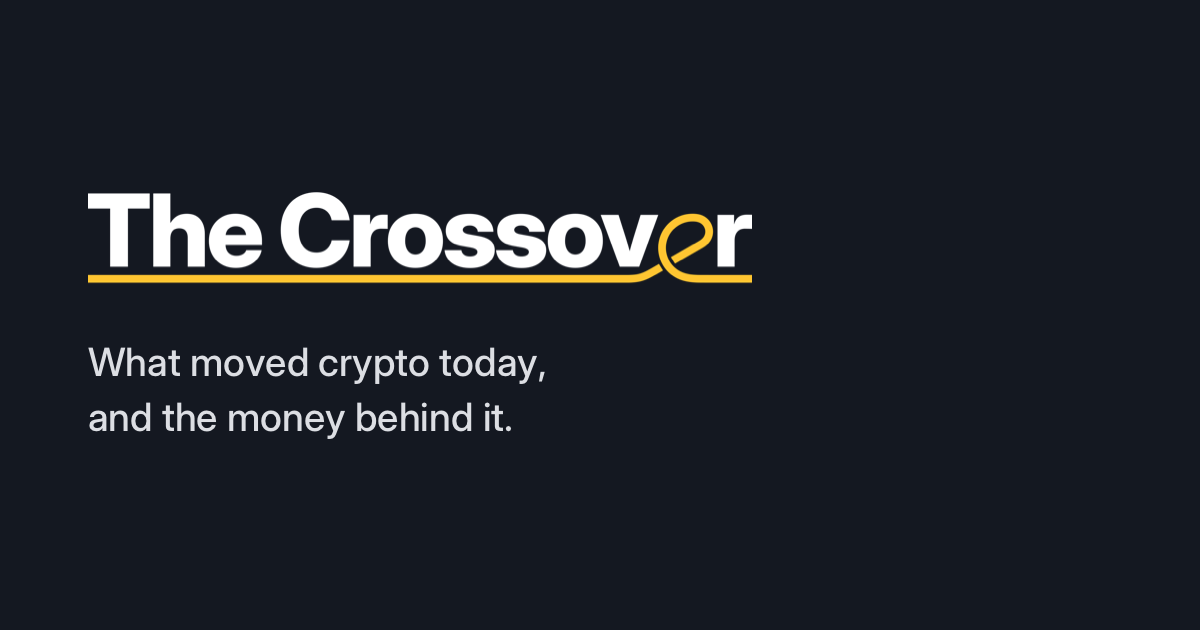 The Crossover
What moved crypto today,
and the money behind it.